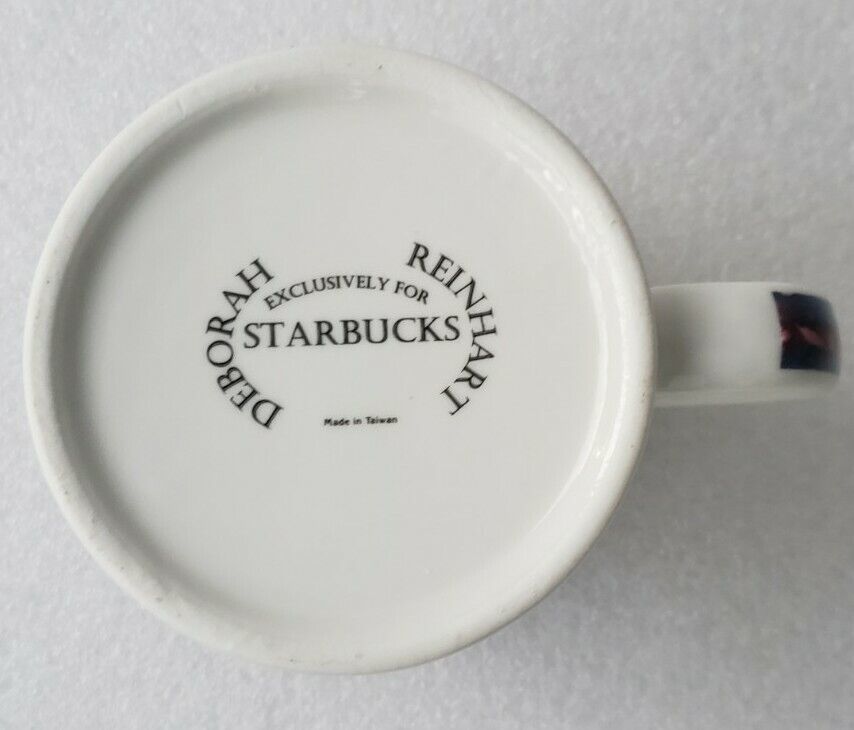 DEBORAH
REINHART
EXCLUSIVELY FOR
STARBUCKS
Made in Taiwan